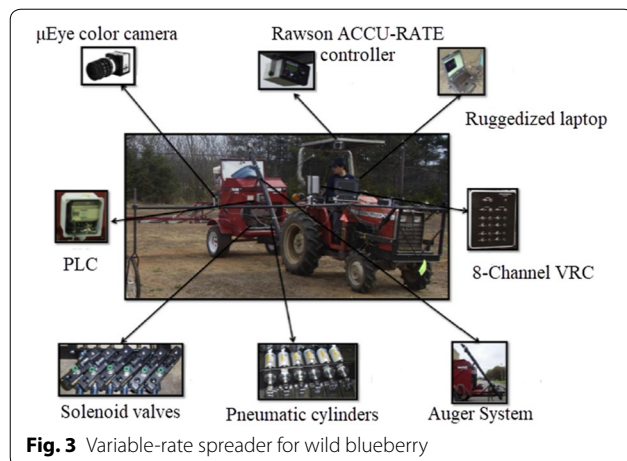 μEye color camera
Rawson ACCU-RATE
controller
Ruggedized laptop
PLC
8-Channel VRC
Solenoid valves
Pneumatic cylinders
Auger System
Fig. 3 Variable-rate spreader for wild blueberry